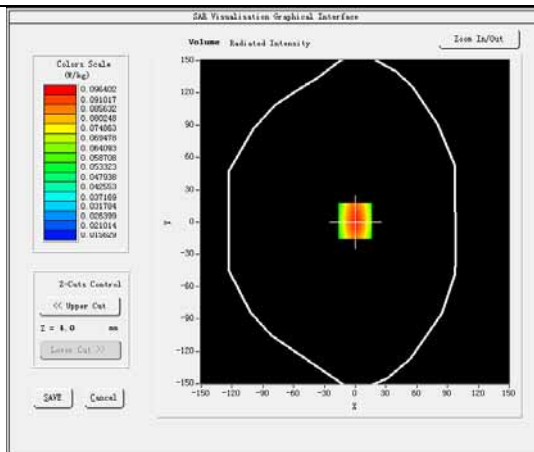 SAR Visualisation Graphical Interface
Volume Radiated Intensity
Zoom In/Out
Colors Scale
(W/kg)
0.096402
0.091017
0.085632
0.080248
0.074863
0.069478
0.064093
0.058708
0.053323
0.047938
0.042553
0.037169
0.031784
0.026399
0.021014
0.015629
150
120
90
60
30
0
-30
-60
-90
-120
-150
Y
-150 -120 -90 -60 -30 0 30 60 90 120 150
X
Z-Cuts Control
<< Upper Cut
Z = 4.0 mm
Lower Cut >>
SAVE Cancel